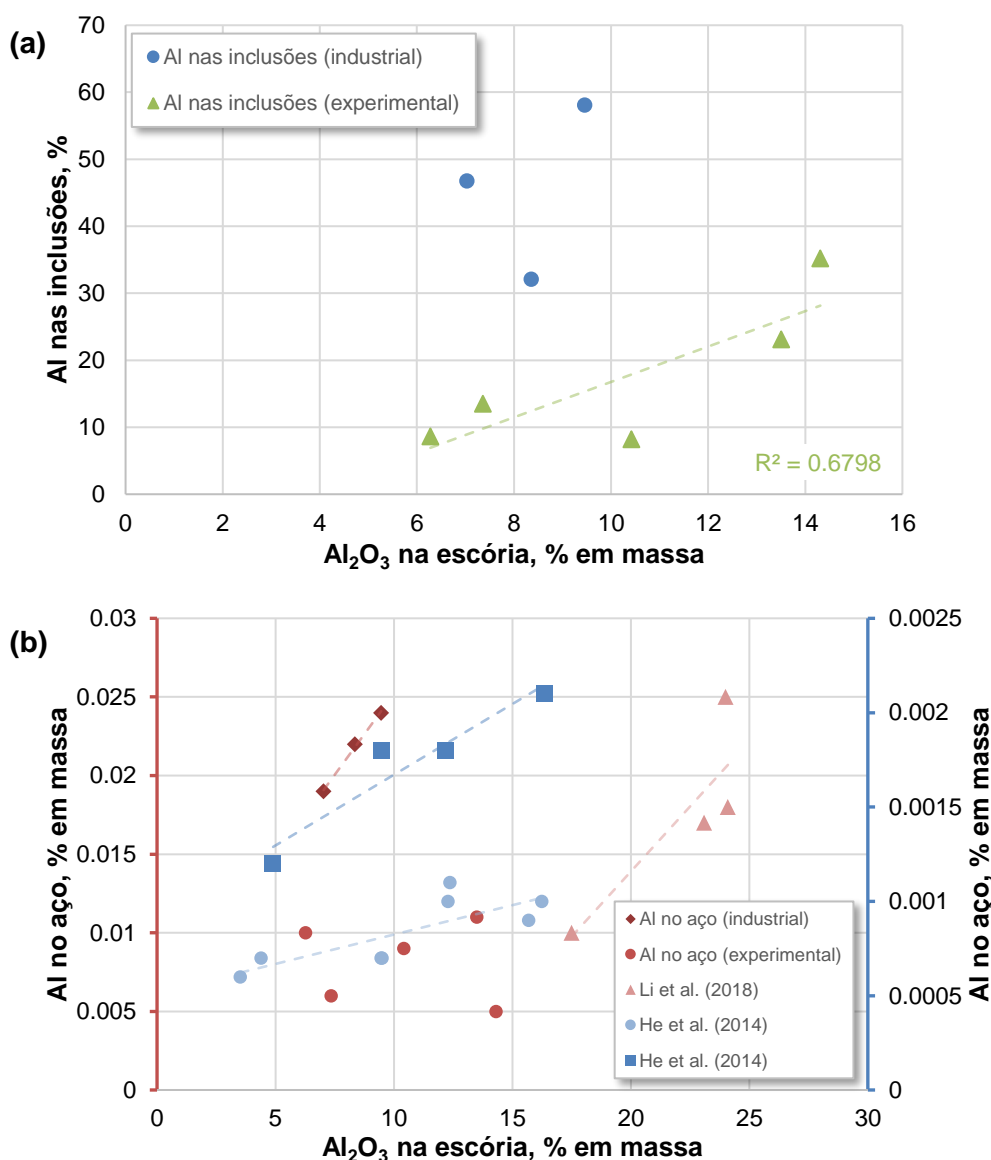 (a)
70
60
50
40
30
20
10
0
Al nas inclusões, %
Al nas inclusões (industrial)
Al nas inclusões (experimental)
R² = 0.6798
0 2 4 6 8 10 12 14 16
Al₂O₃ na escória, % em massa
(b)
0.03
0.025
0.02
0.015
0.01
0.005
0
Al no aço, % em massa
0.0025
0.002
0.0015
0.001
0.0005
0
Al no aço, % em massa
Al no aço (industrial)
Al no aço (experimental)
Li et al. (2018)
He et al. (2014)
He et al. (2014)
0 5 10 15 20 25 30
Al₂O₃ na escória, % em massa